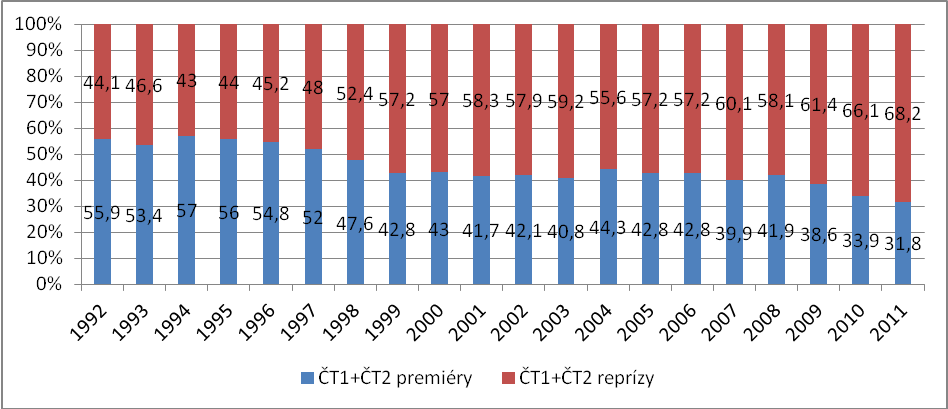 100%
90%
80%
70%
60%
50%
40%
30%
20%
10%
0%
44,1 46,6 43 44 45,2 48 52,4 57,2 57 58,3 57,9 59,2 55,6 57,2 57,2 60,1 58,1 61,4 66,1 68,2
55,9 53,4 57 56 54,8 52 47,6 42,8 43 41,7 42,1 40,8 44,3 42,8 42,8 39,9 41,9 38,6 33,9 31,8
1992 1993 1994 1995 1996 1997 1998 1999 2000 2001 2002 2003 2004 2005 2006 2007 2008 2009 2010 2011
ČT1+ČT2 premiéry ČT1+ČT2 reprízy